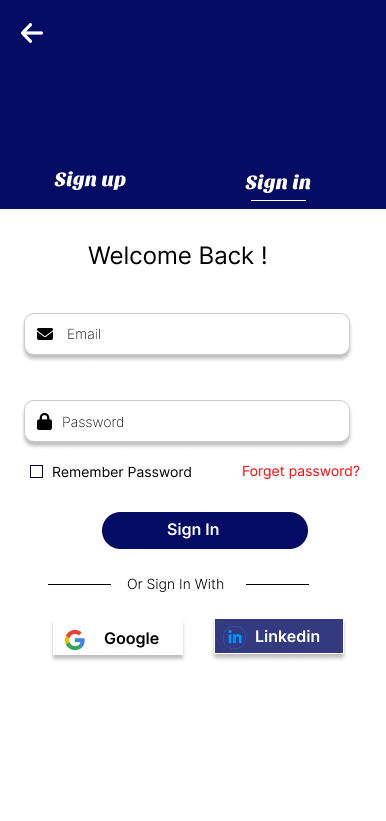 Sign up
Sign in
Welcome Back !
Email
Password
Remember Password
Forget password?
Sign In
Or Sign In With
Google
in Linkedin